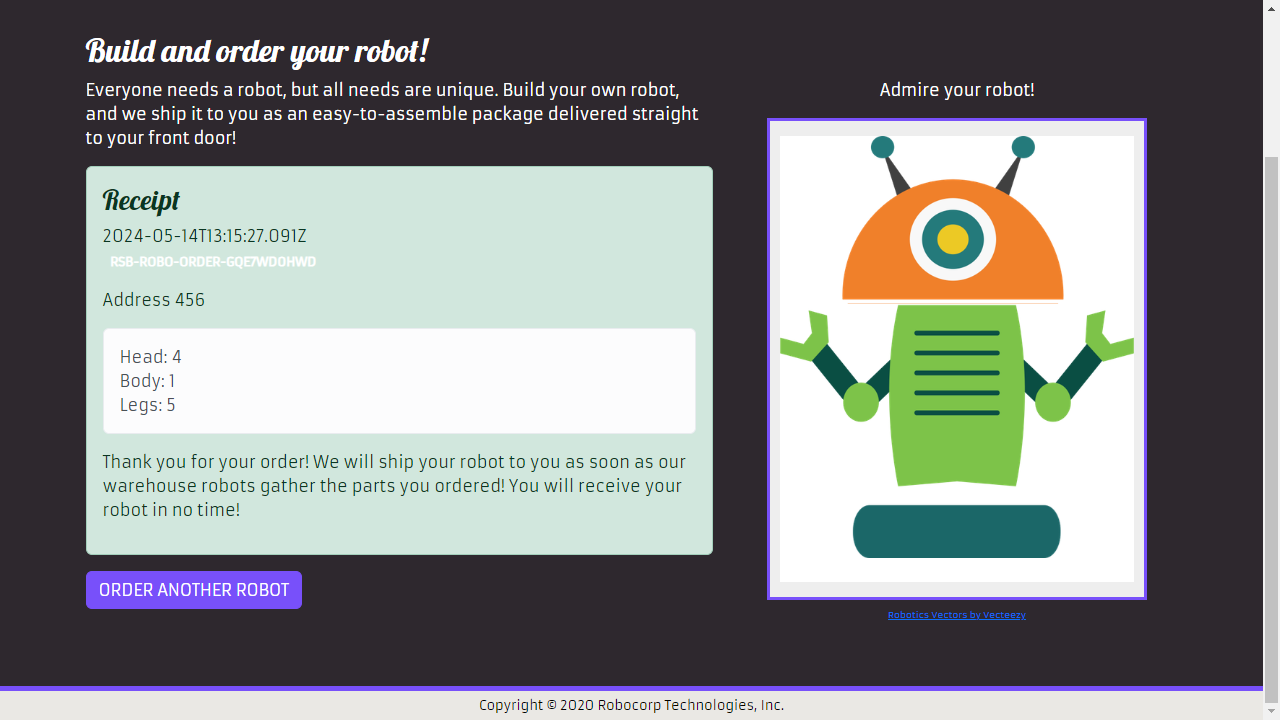 Build and order your robot!
Everyone needs a robot, but all needs are unique. Build your own robot,
and we ship it to you as an easy-to-assemble package delivered straight
to your front door!
Receipt
2024-05-14T13:15:27.091Z
RSB-ROBO-ORDER-GQE7WDOHWD
Address 456
Head: 4
Body: 1
Legs: 5
Thank you for your order! We will ship your robot to you as soon as our
warehouse robots gather the parts you ordered! You will receive your
robot in no time!
ORDER ANOTHER ROBOT
Admire your robot!
Robotics Vectors by Vecteezy
Copyright © 2020 Robocorp Technologies, Inc.